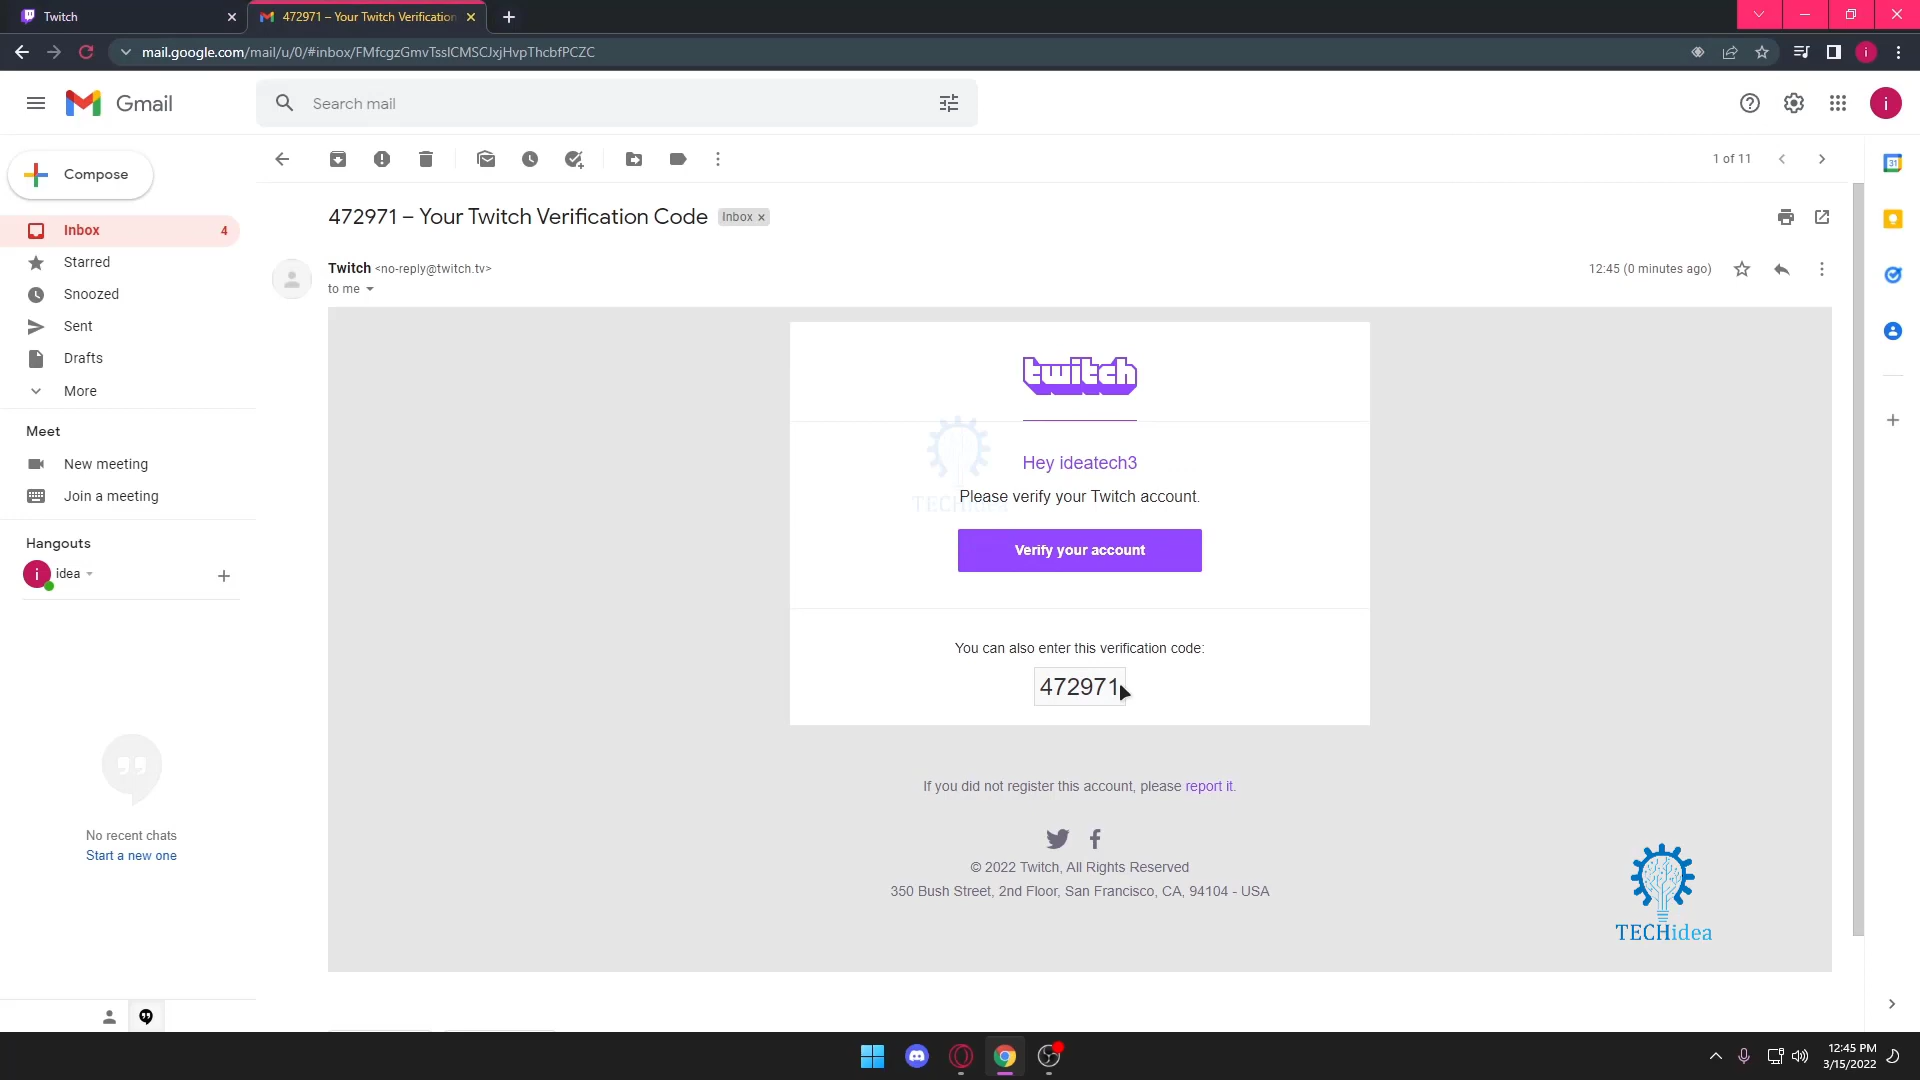 Twitch
472971 – Your Twitch Verification
mail.google.com/mail/u/0/#inbox/FMfcgzGmvTsslCMSCJxjHvpThcbfPCZC
i
Gmail
Search mail
i
Compose
1 of 11
31
472971 – Your Twitch Verification Code
Inbox x
Inbox 4
Starred
Snoozed
Sent
Drafts
More
Twitch <no-reply@twitch.tv>
12:45 (0 minutes ago)
to me
twitch
Meet
New meeting
Join a meeting
Hey ideatech3
Please verify your Twitch account.
TECHidea
Verify your account
Hangouts
i idea
You can also enter this verification code:
472971
If you did not register this account, please report it.
No recent chats
Start a new one
© 2022 Twitch, All Rights Reserved
350 Bush Street, 2nd Floor, San Francisco, CA, 94104 - USA
TECHidea
12:45 PM
3/15/2022